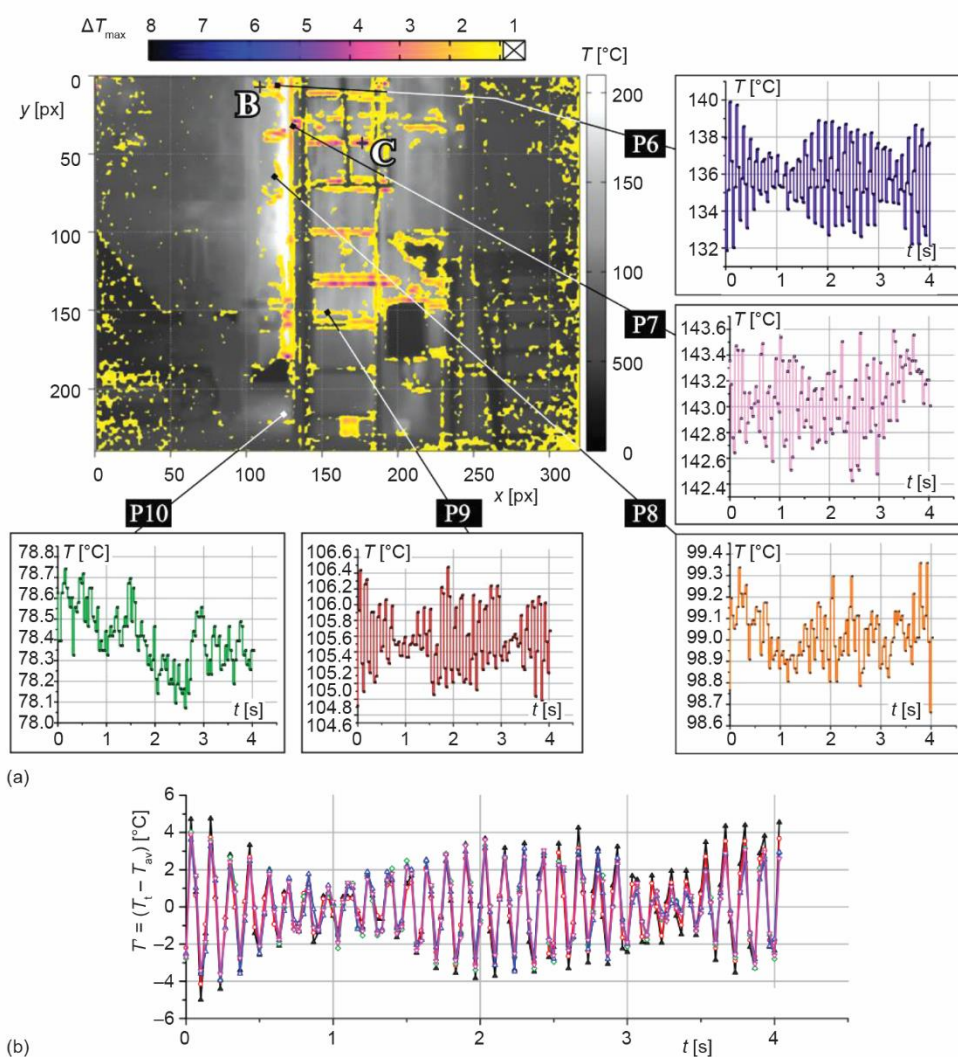 ΔTmax
8 7 6 5 4 3 2 1
T [°C]
0
y [px]
50
100
150
200
0 50 100 150 200 250 300
x [px]
200
150
100
500
0
B
C
P6
P7
P8
P9
P10
T [°C]
140
138
136
134
132
t [s]
0 1 2 3 4
T [°C]
143.6
143.4
143.2
143.0
142.8
142.6
142.4
t [s]
0 1 2 3 4
T [°C]
99.4
99.3
99.2
99.1
99.0
98.9
98.8
98.7
98.6
t [s]
0 1 2 3 4
T [°C]
106.6
106.4
106.2
106.0
105.8
105.6
105.4
105.2
105.0
104.8
104.6
t [s]
0 1 2 3 4
T [°C]
78.8
78.7
78.6
78.5
78.4
78.3
78.2
78.1
78.0
t [s]
0 1 2 3 4
(a)
T' = (Tt – Tav) [°C]
6
4
2
0
–2
–4
–6
0 1 2 3 4
t [s]
(b)